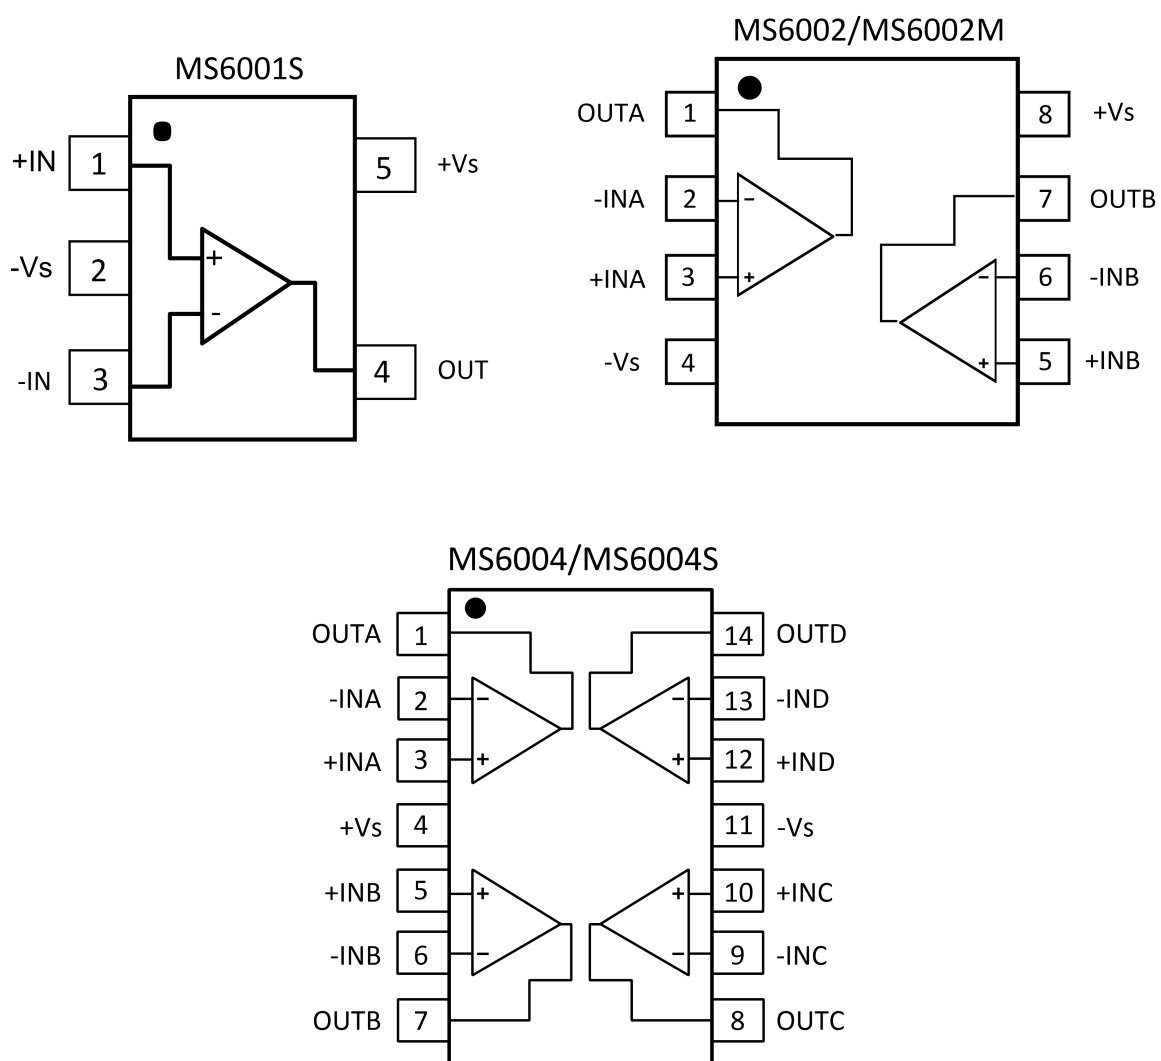 MS6001S
+IN 1 5 +Vs
+
-Vs 2
-
-IN 3 4 OUT
MS6002/MS6002M
OUTA 1 8 +Vs
-INA 2 − 7 OUTB
+INA 3 + − 6 -INB
-Vs 4 + 5 +INB
MS6004/MS6004S
OUTA 1 14 OUTD
-INA 2 − − 13 -IND
+INA 3 + + 12 +IND
+Vs 4 11 -Vs
+INB 5 + + 10 +INC
-INB 6 − − 9 -INC
OUTB 7 8 OUTC